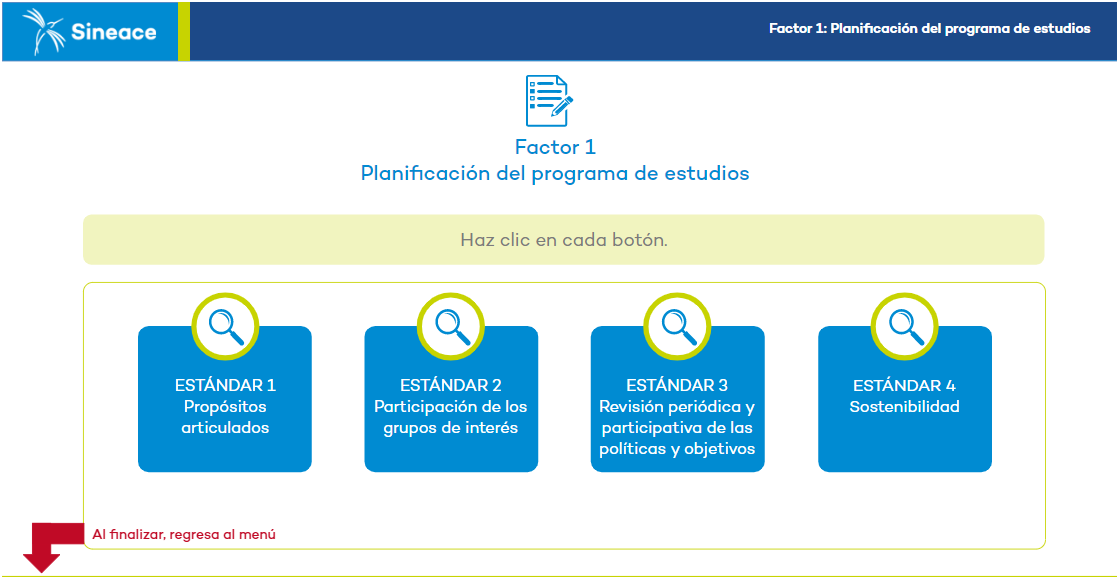 Sineace
Factor 1: Planificación del programa de estudios
Factor 1
Planificación del programa de estudios
Haz clic en cada botón.
ESTÁNDAR 1
Propósitos
articulados
ESTÁNDAR 2
Participación de los
grupos de interés
ESTÁNDAR 3
Revisión periódica y
participativa de las
políticas y objetivos
ESTÁNDAR 4
Sostenibilidad
Al finalizar, regresa al menú